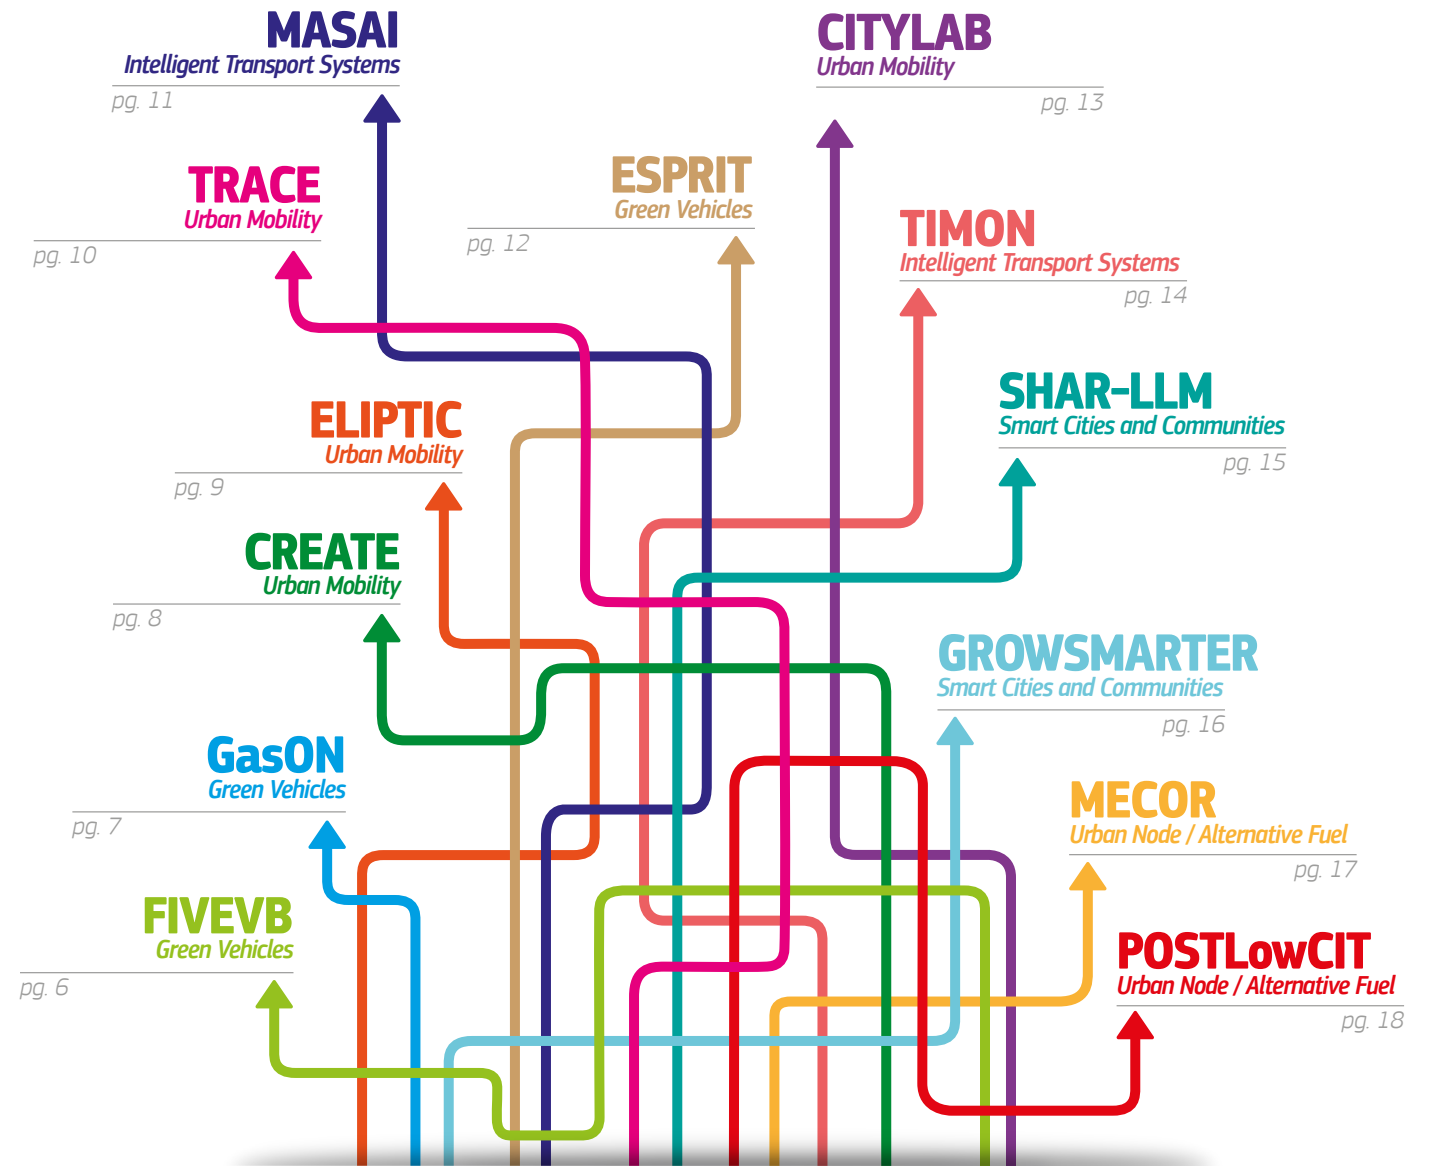 MASAI
Intelligent Transport Systems
pg. 11
CITYLAB
Urban Mobility
pg. 13
TRACE
Urban Mobility
pg. 10
ESPRIT
Green Vehicles
pg. 12
TIMON
Intelligent Transport Systems
pg. 14
SHAR-LLM
Smart Cities and Communities
pg. 15
ELIPTIC
Urban Mobility
pg. 9
CREATE
Urban Mobility
pg. 8
GROWSMARTER
Smart Cities and Communities
pg. 16
GasON
Green Vehicles
pg. 7
MECOR
Urban Node / Alternative Fuel
pg. 17
FIVEVB
Green Vehicles
pg. 6
POSTLowCIT
Urban Node / Alternative Fuel
pg. 18